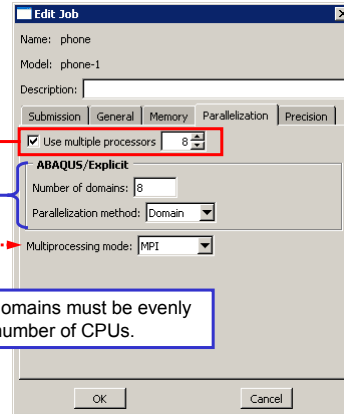 Edit Job
Name: phone
Model: phone-1
Description:
Submission General Memory Parallelization Precision
Use multiple processors 8
ABAQUS/Explicit
Number of domains: 8
Parallelization method: Domain
Multiprocessing mode: MPI
omains must be evenly
number of CPUs.
OK Cancel